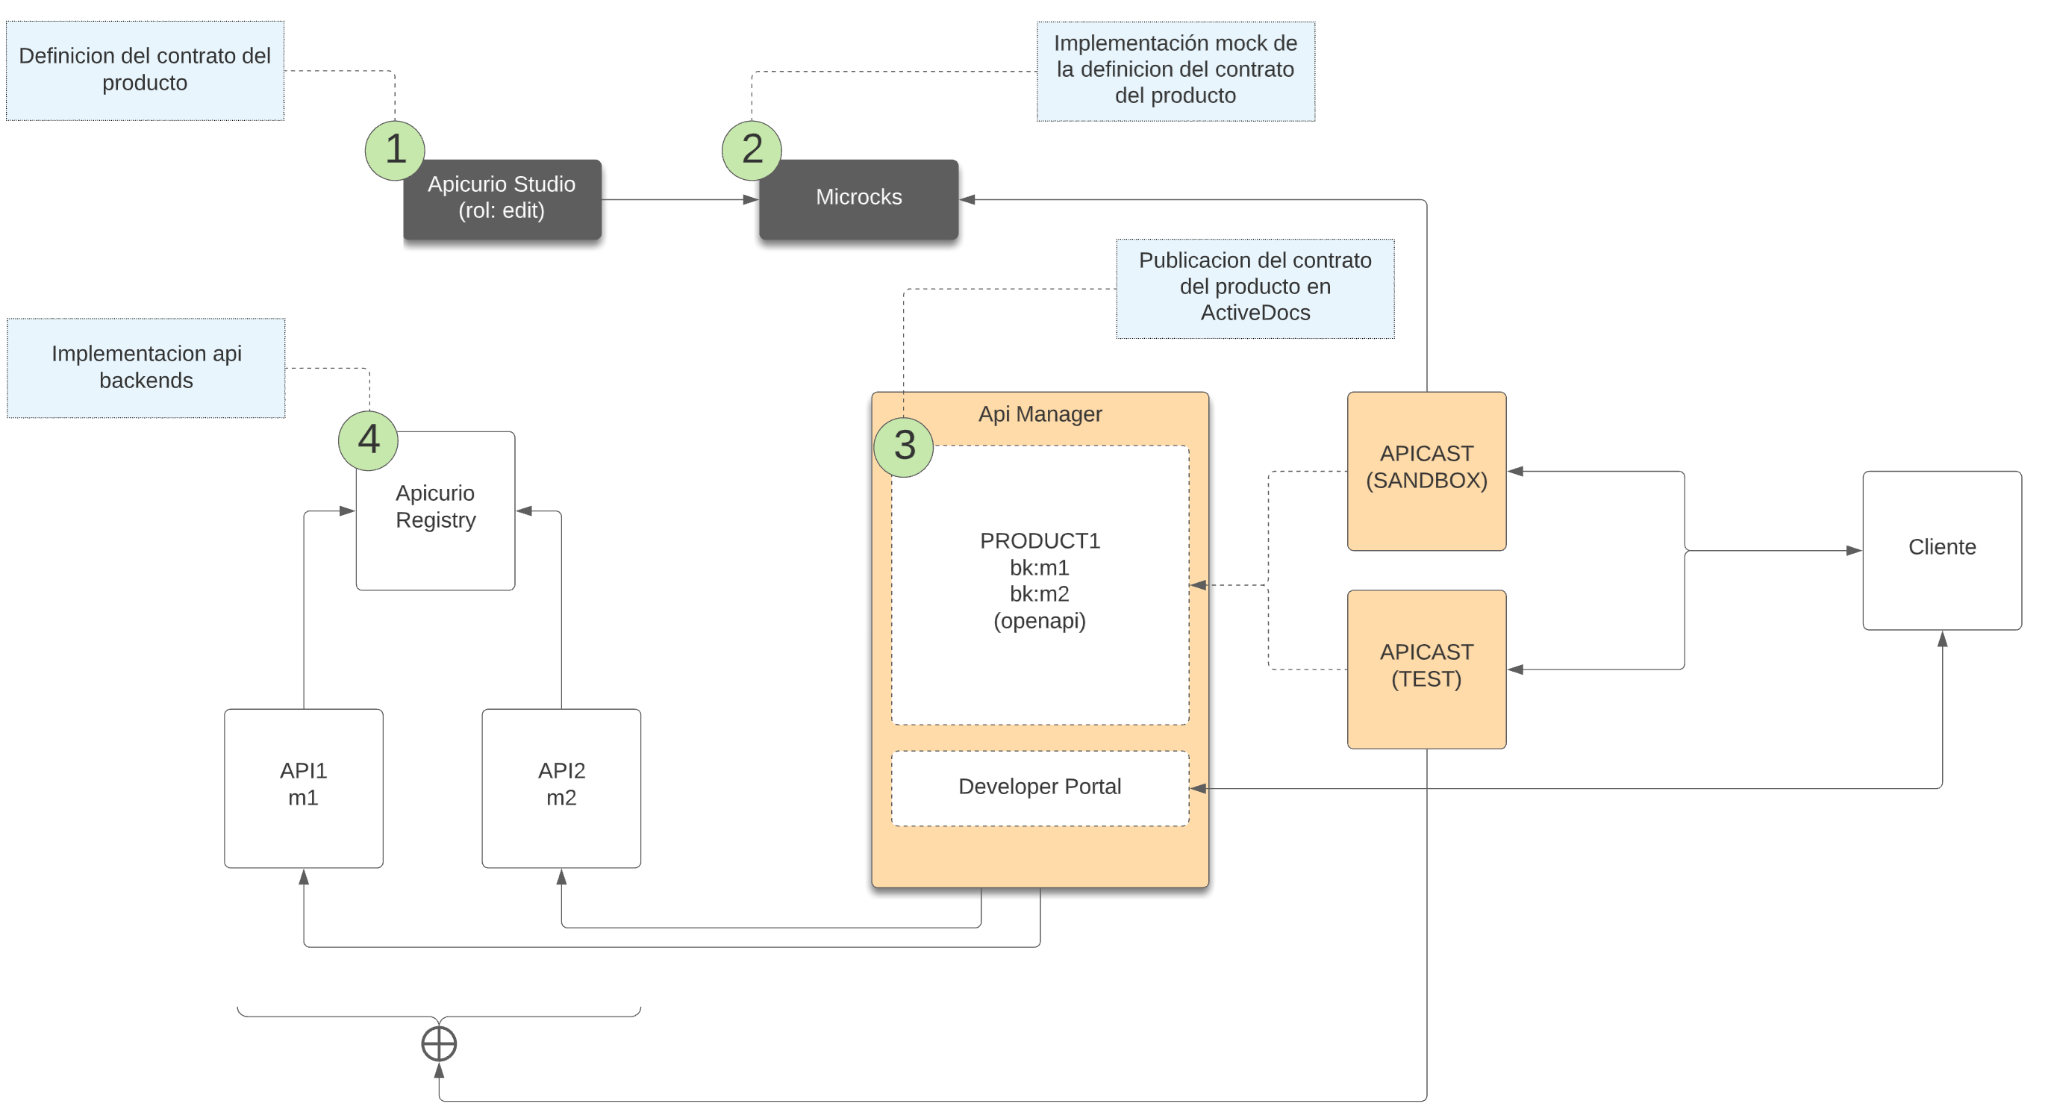 Definicion del contrato del
producto
Implementación mock de
la definicion del contrato
del producto
1
Apicurio Studio
(rol: edit)
2
Microcks
Publicacion del contrato
del producto en
ActiveDocs
Implementacion api
backends
4
Apicurio
Registry
Api Manager
3
PRODUCT1
bk:m1
bk:m2
(openapi)
Developer Portal
APICAST
(SANDBOX)
APICAST
(TEST)
Cliente
API1
m1
API2
m2